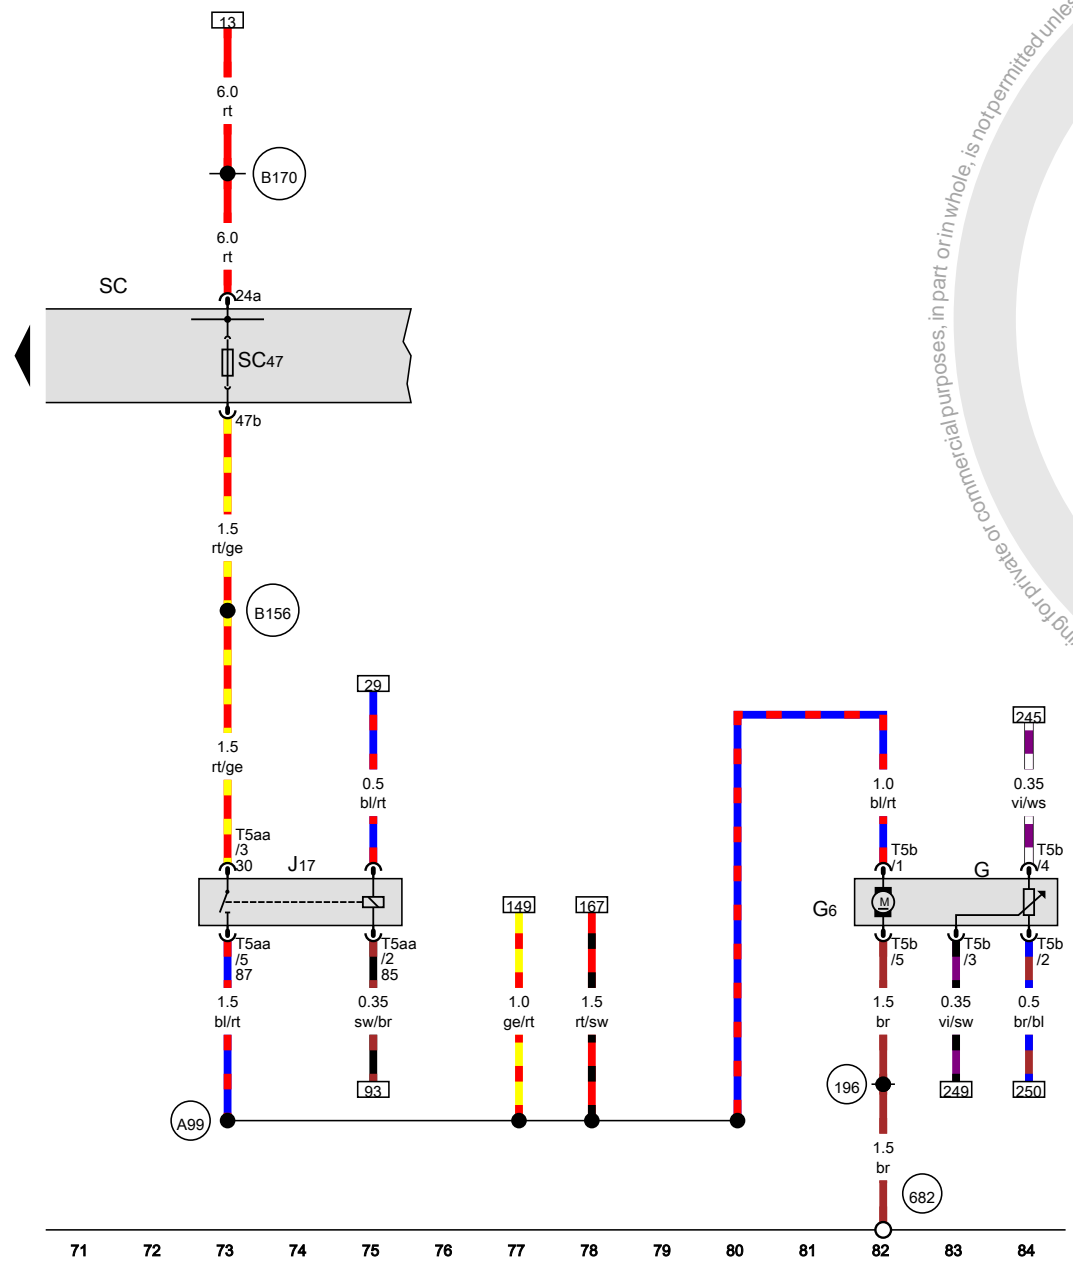 13
6.0
rt
B170
6.0
rt
SC
24a
SC47
47b
1.5
rt/ge
B156
29
1.5
rt/ge
0.5
bl/rt
1.0
bl/rt
245
0.35
vi/ws
T5aa
/3
30
J17
T5b
/1
G
T5b
/4
149
167
G6
M
T5aa
/5
87
T5aa
/2
85
T5b
/5
T5b
/3
T5b
/2
1.5
bl/rt
0.35
sw/br
1.0
ge/rt
1.5
rt/sw
1.5
br
0.35
vi/sw
0.5
br/bl
93
196
249
250
A99
1.5
br
682
71 72 73 74 75 76 77 78 79 80 81 82 83 84
ing for private or commercial purposes, in part or in whole, is not permitted unless